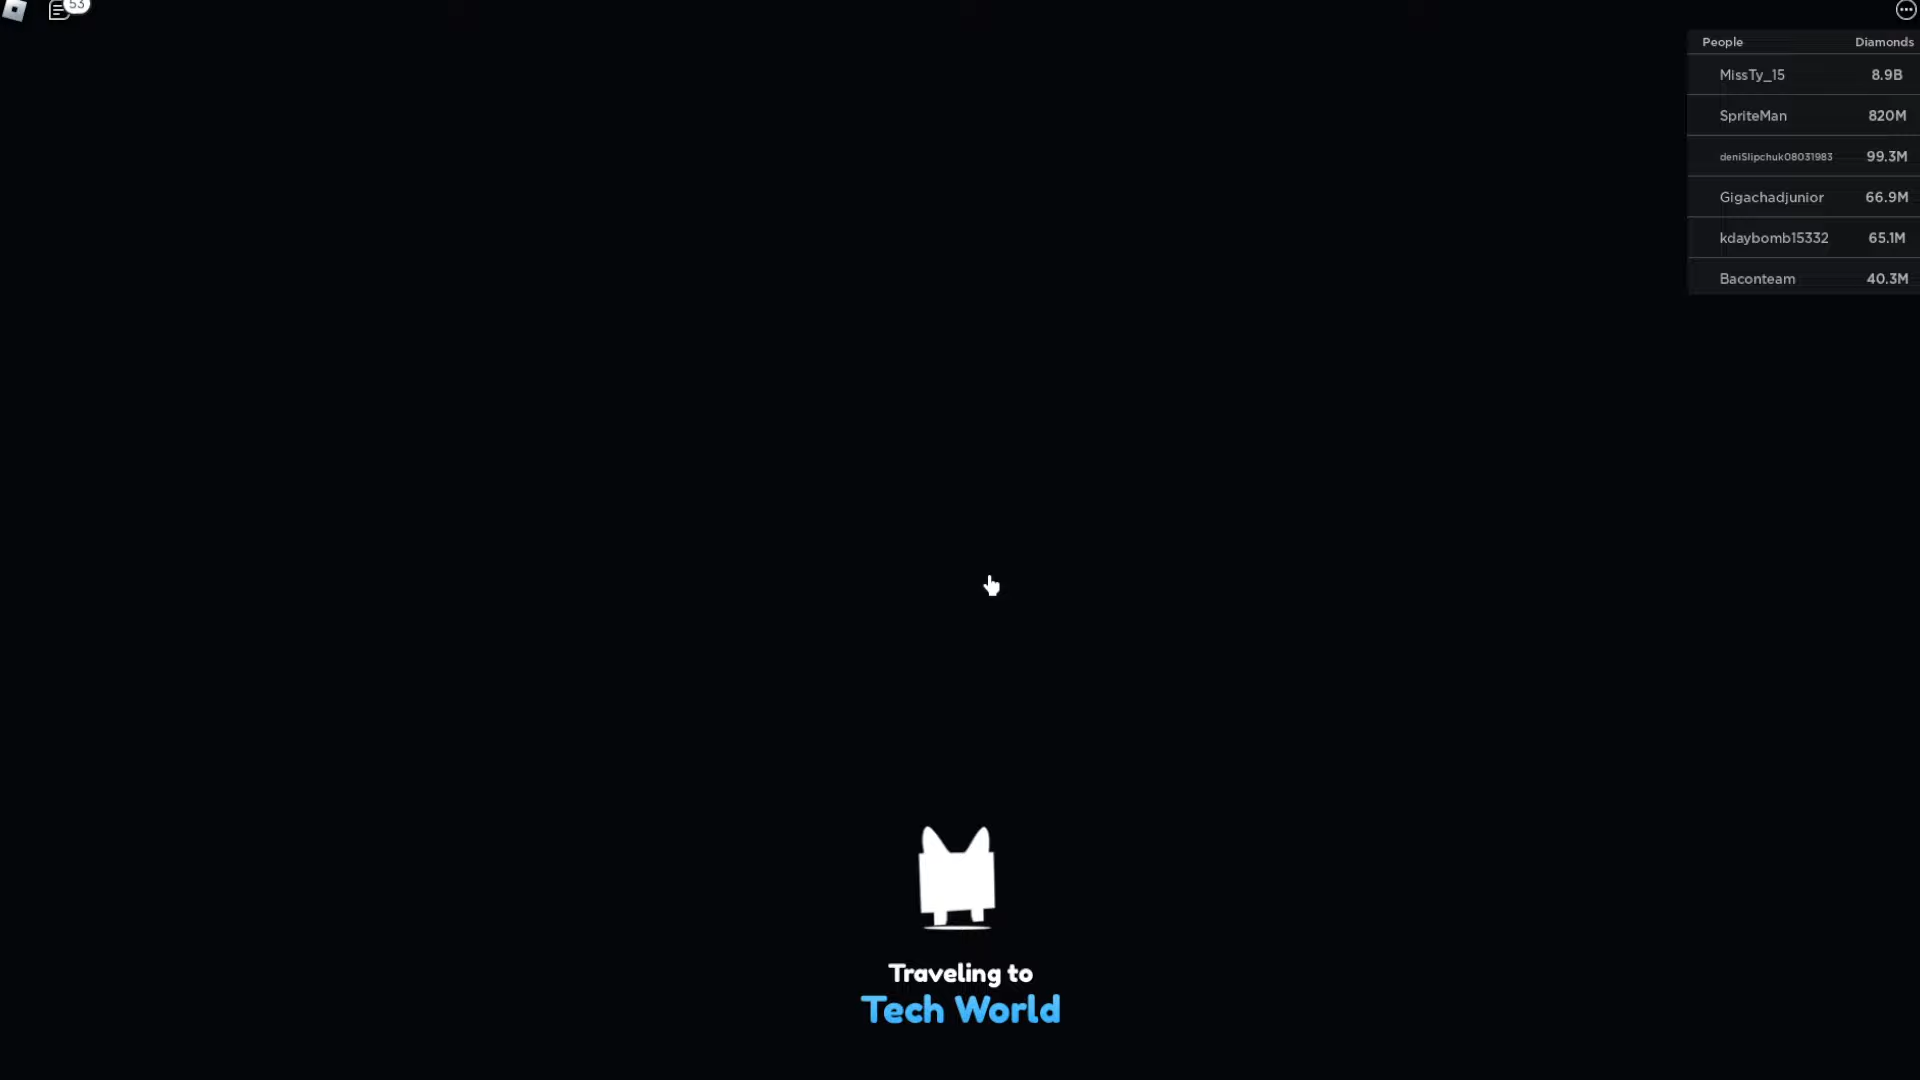 53
People Diamonds
MissTy_15 8.9B
SpriteMan 820M
deniSlipchuk08031983 99.3M
Gigachadjunior 66.9M
kdaybomb15332 65.1M
Baconteam 40.3M
Traveling to
Tech World